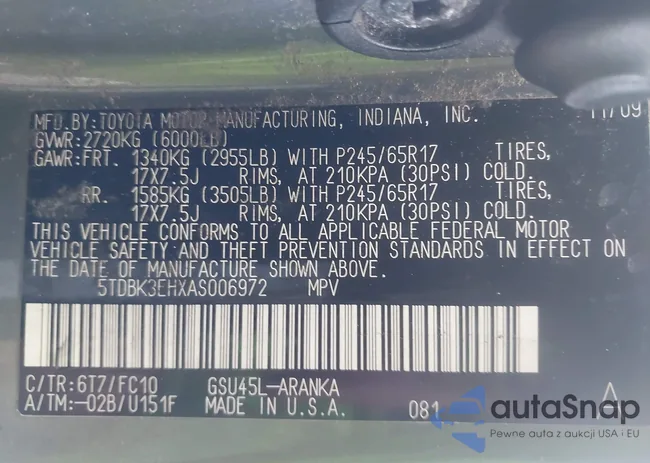 MFD.BY:TOYOTA MOTOR MANUFACTURING, INDIANA, INC. 11/09
GVWR:2720KG (6000LB)
GAWR:FRT. 1340KG (2955LB) WITH P245/65R17 TIRES,
17X7.5J RIMS, AT 210KPA (30PSI) COLD.
RR. 1585KG (3505LB) WITH P245/65R17 TIRES,
17X7.5J RIMS, AT 210KPA (30PSI) COLD.
THIS VEHICLE CONFORMS TO ALL APPLICABLE FEDERAL MOTOR
VEHICLE SAFETY AND THEFT PREVENTION STANDARDS IN EFFECT ON
THE DATE OF MANUFACTURE SHOWN ABOVE.
5TDBK3EHXAS006972 MPV
C/TR:6T7/FC10 GSU45L-ARANKA A
A/TM:-02B/U151F MADE IN U.S.A. 081
autaSnap
Pewne auta z aukcji USA i EU